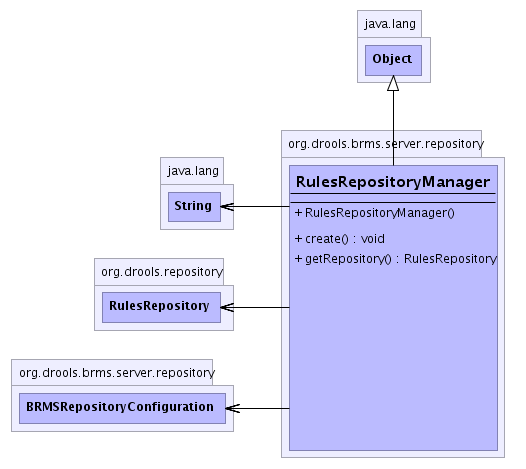 java.lang
Object
org.drools.brms.server.repository
RulesRepositoryManager
+ RulesRepositoryManager()
+ create() : void
+ getRepository() : RulesRepository
java.lang
String
org.drools.repository
RulesRepository
org.drools.brms.server.repository
BRMSRepositoryConfiguration